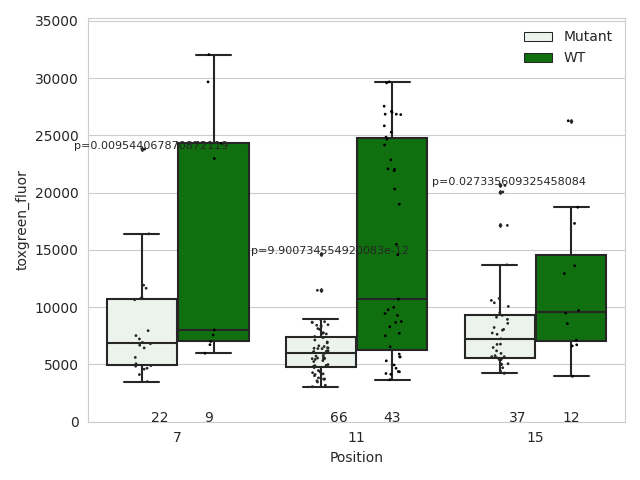 35000
30000
25000
20000
15000
10000
5000
0
toxgreen_fluor
Mutant
WT
p=0.009544067870872119
p=9.900734554920083e-12
p=0.027335609325458084
22 9 66 43 37 12
7 11 15
Position